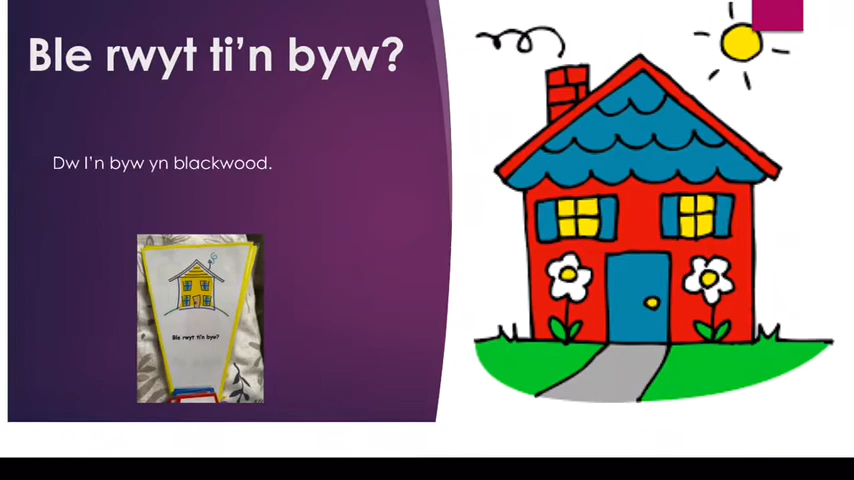 Ble rwyt ti’n byw?
Dw I’n byw yn blackwood.
Ble rwyt ti'n byw?